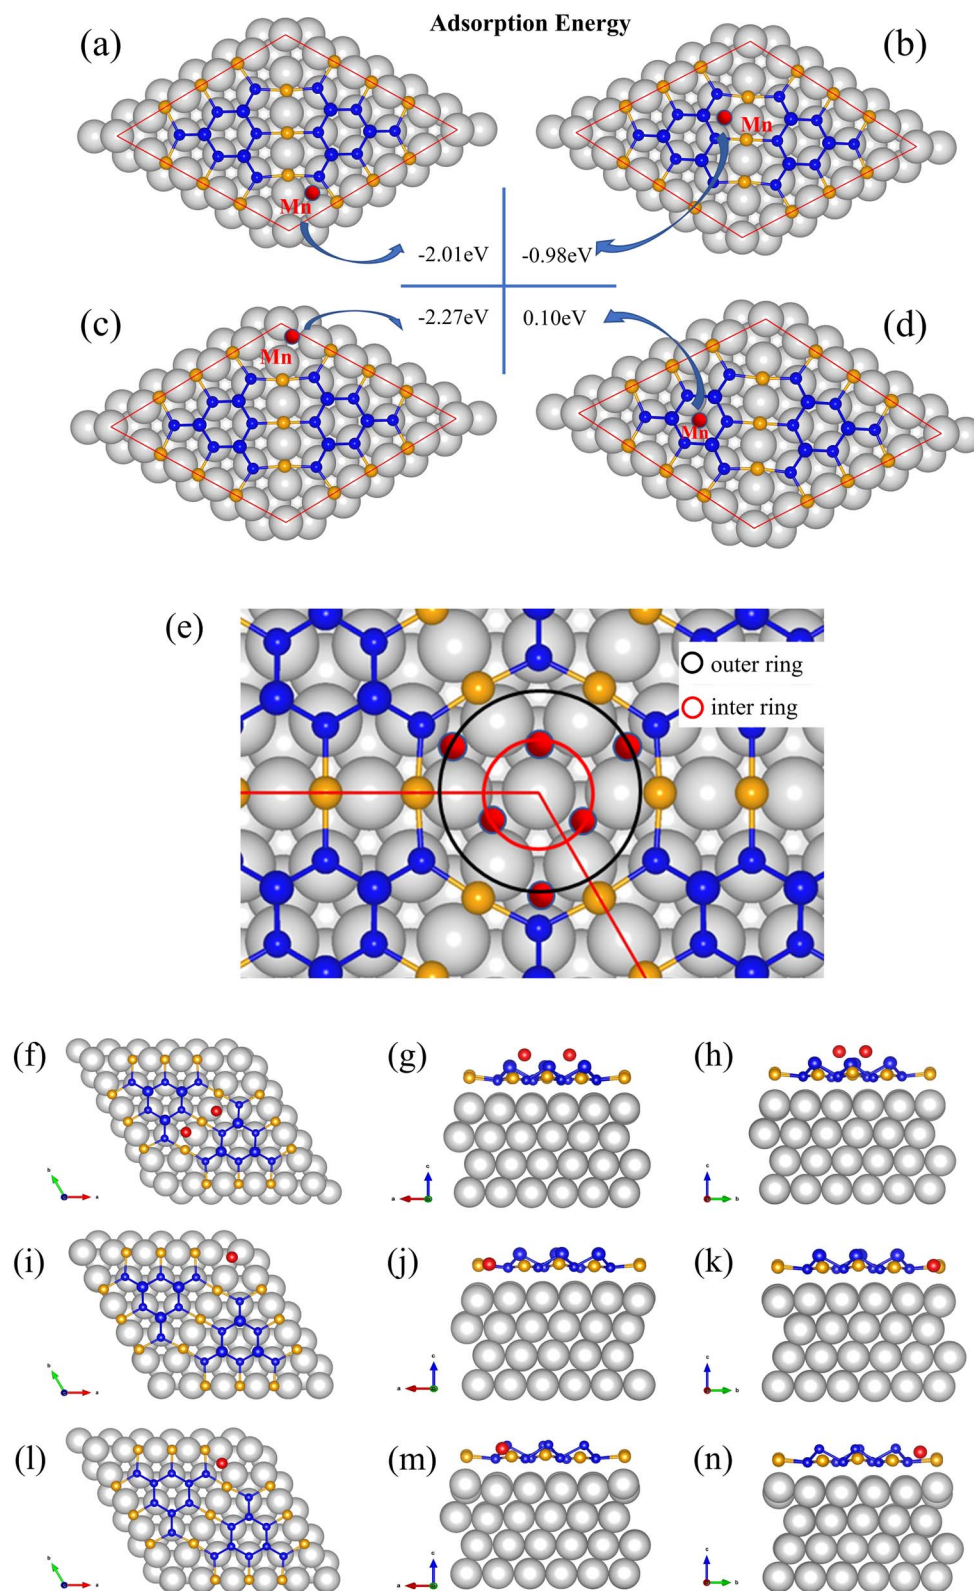 Adsorption Energy
(a)
(b)
Mn
Mn
-2.01eV
-0.98eV
(c)
-2.27eV
0.10eV
(d)
Mn
Mn
(e)
outer ring
inter ring
(f)
(g)
(h)
b
a
c
a
c
b
(i)
(j)
(k)
b
a
c
a
c
b
(l)
(m)
(n)
b
a
c
a
c
b